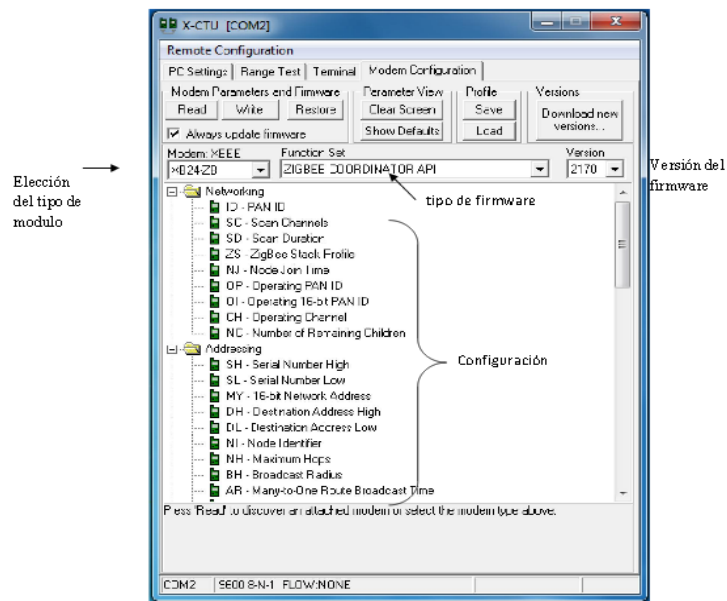 X-CTU [COM2]
Remote Configuration
PC Settings Range Test Terminal Modem Configuration
Modem Parameters and Firmware Parameter View Profile Versions
Read Write Restore Clear Screen Save Download new versions...
Always update firmware Show Defaults Load
Modem: XBEE Function Set Version
XB24-ZB ZIGBEE COORDINATOR API 2170
Elección del tipo de modulo
tipo de firmware
Versión del firmware
Networking
ID - PAN ID
SC - Scan Channels
SD - Scan Duration
ZS - ZigBee Stack Profile
NJ - Node Join Time
OP - Operating PAN ID
OI - Operating 16-bit PAN ID
CH - Operating Channel
NC - Number of Remaining Children
Addressing
SH - Serial Number High
SL - Serial Number Low
MY - 16-bit Network Address
DH - Destination Address High
DL - Destination Address Low
NI - Node Identifier
NH - Maximum Hops
BH - Broadcast Radius
AR - Many-to-One Route Broadcast Time
Configuración
Press 'Read' to discover an attached modem or select the modem type above.
COM2 9600 8-N-1 FLOW:NONE